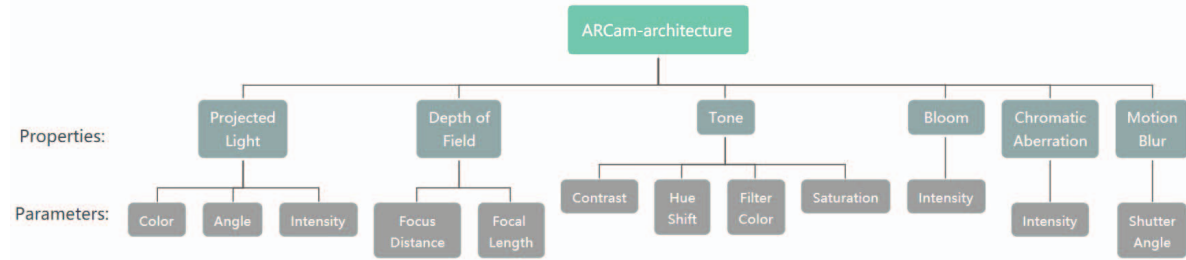 ARCam-architecture
Properties:
Projected
Light
Depth of
Field
Tone
Bloom
Chromatic
Aberration
Motion
Blur
Parameters:
Color
Angle
Intensity
Focus
Distance
Focal
Length
Contrast
Hue
Shift
Filter
Color
Saturation
Intensity
Intensity
Shutter
Angle